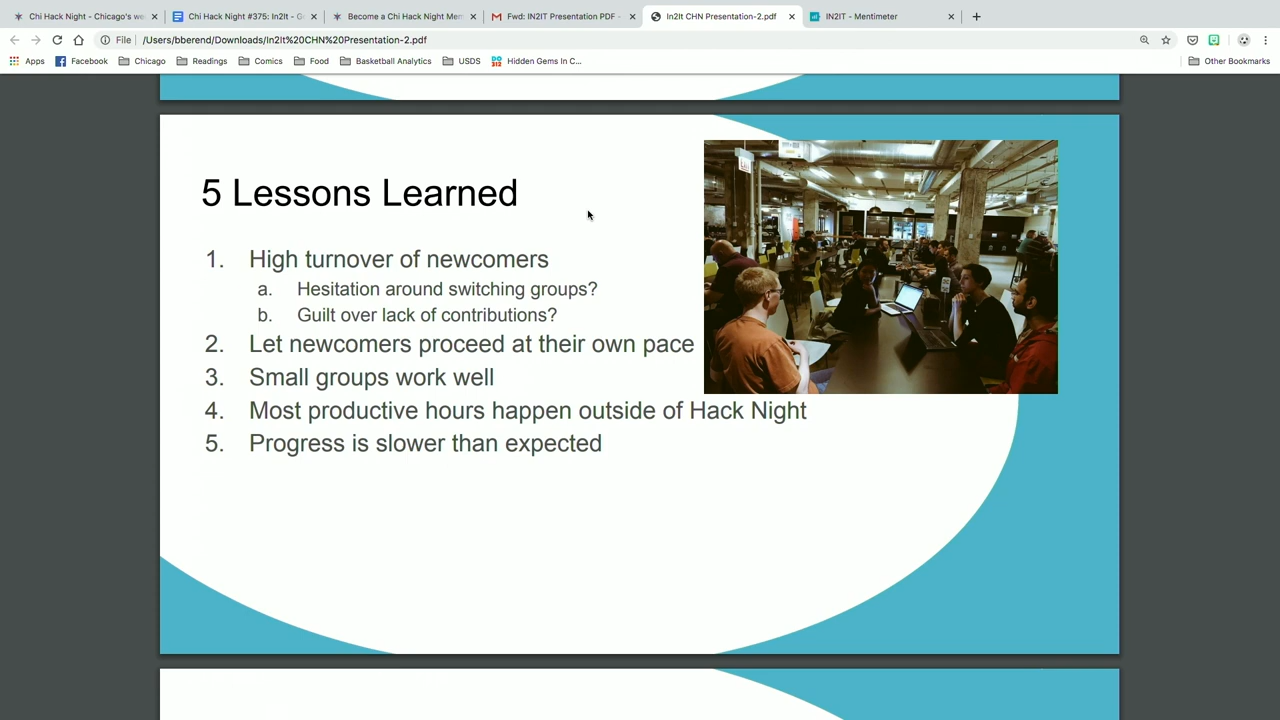 Chi Hack Night - Chicago's we
Chi Hack Night #375: In2It - G
Become a Chi Hack Night Mem
Fwd: IN2IT Presentation PDF -
In2It CHN Presentation-2.pdf
IN2IT - Mentimeter
File
/Users/bberend/Downloads/In2It%20CHN%20Presentation-2.pdf
Apps
Facebook
Chicago
Readings
Comics
Food
Basketball Analytics
USDS
Hidden Gems In C...
Other Bookmarks
5 Lessons Learned
1. High turnover of newcomers
a. Hesitation around switching groups?
b. Guilt over lack of contributions?
2. Let newcomers proceed at their own pace
3. Small groups work well
4. Most productive hours happen outside of Hack Night
5. Progress is slower than expected
EXIT